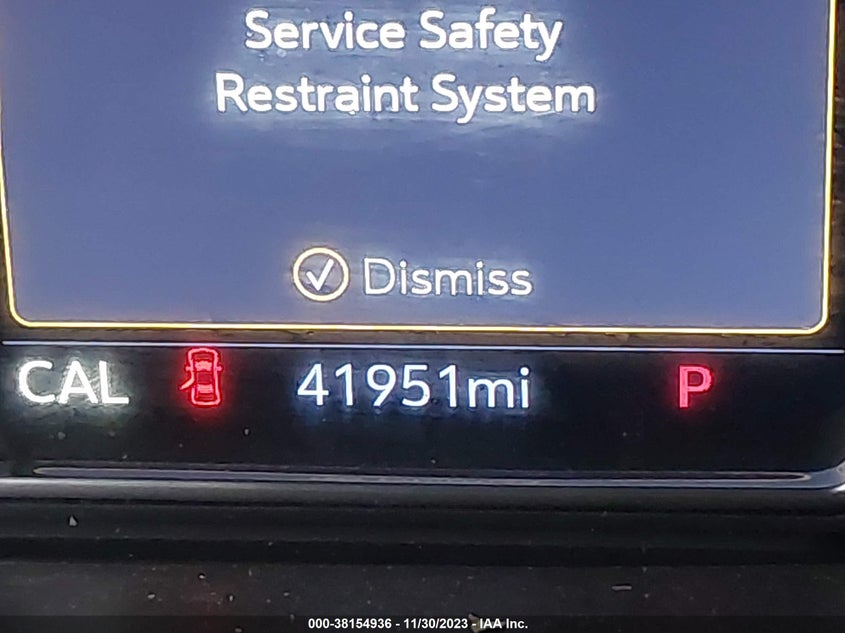 Service Safety
Restraint System
Dismiss
CAL 41951mi P
000-38154936 - 11/30/2023 - IAA Inc.